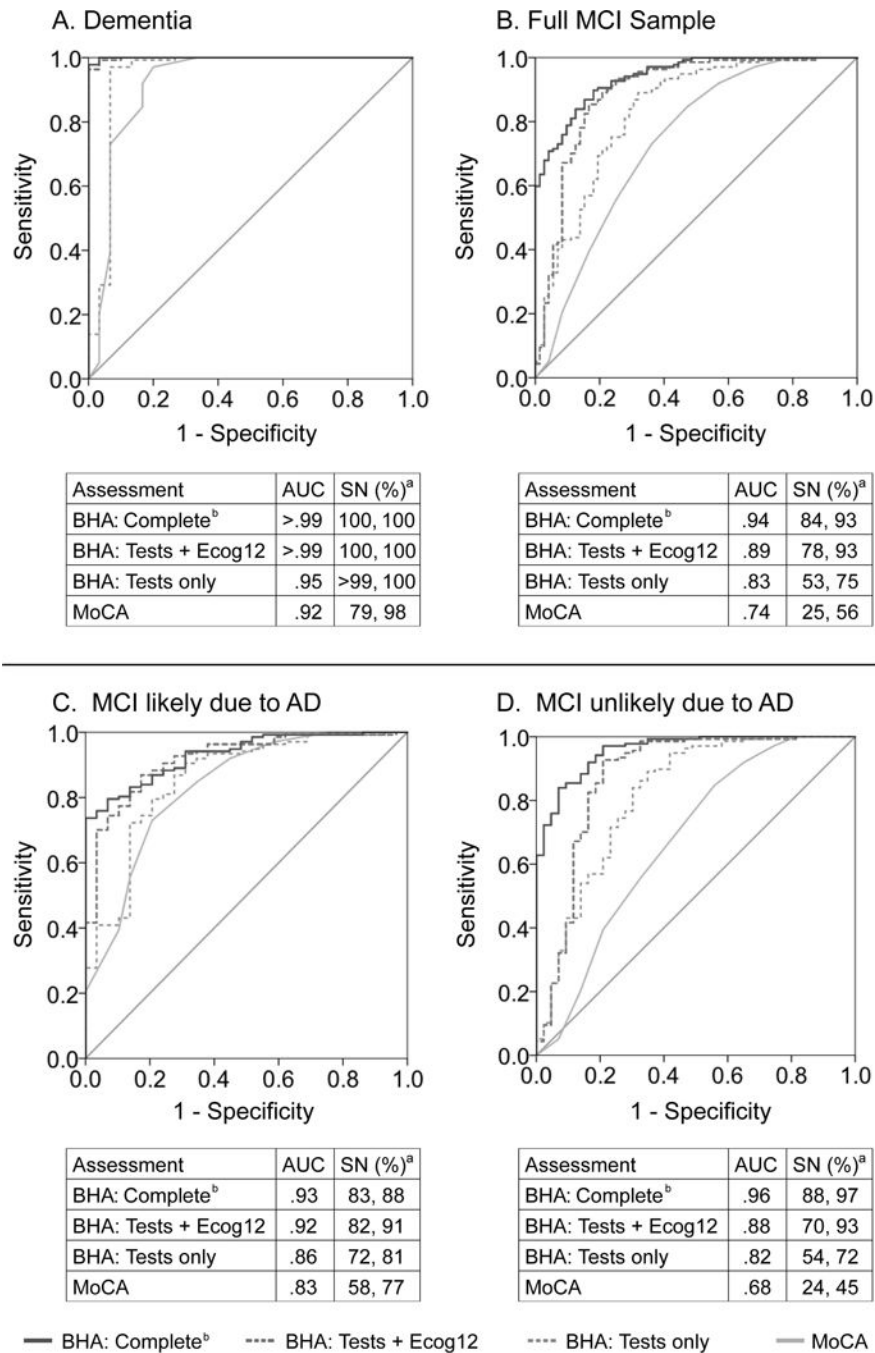 A. Dementia
B. Full MCI Sample
1.0
0.8
0.6
0.4
0.2
0.0
Sensitivity
0.0 0.2 0.4 0.6 0.8 1.0
1 - Specificity
1.0
0.8
0.6
0.4
0.2
0.0
Sensitivity
0.0 0.2 0.4 0.6 0.8 1.0
1 - Specificity
Assessment AUC SN (%)a
BHA: Completeb >.99 100, 100
BHA: Tests + Ecog12 >.99 100, 100
BHA: Tests only .95 >99, 100
MoCA .92 79, 98
Assessment AUC SN (%)a
BHA: Completeb .94 84, 93
BHA: Tests + Ecog12 .89 78, 93
BHA: Tests only .83 53, 75
MoCA .74 25, 56
C. MCI likely due to AD
D. MCI unlikely due to AD
1.0
0.8
0.6
0.4
0.2
0.0
Sensitivity
0.0 0.2 0.4 0.6 0.8 1.0
1 - Specificity
1.0
0.8
0.6
0.4
0.2
0.0
Sensitivity
0.0 0.2 0.4 0.6 0.8 1.0
1 - Specificity
Assessment AUC SN (%)a
BHA: Completeb .93 83, 88
BHA: Tests + Ecog12 .92 82, 91
BHA: Tests only .86 72, 81
MoCA .83 58, 77
Assessment AUC SN (%)a
BHA: Completeb .96 88, 97
BHA: Tests + Ecog12 .88 70, 93
BHA: Tests only .82 54, 72
MoCA .68 24, 45
BHA: Completeb BHA: Tests + Ecog12 BHA: Tests only MoCA